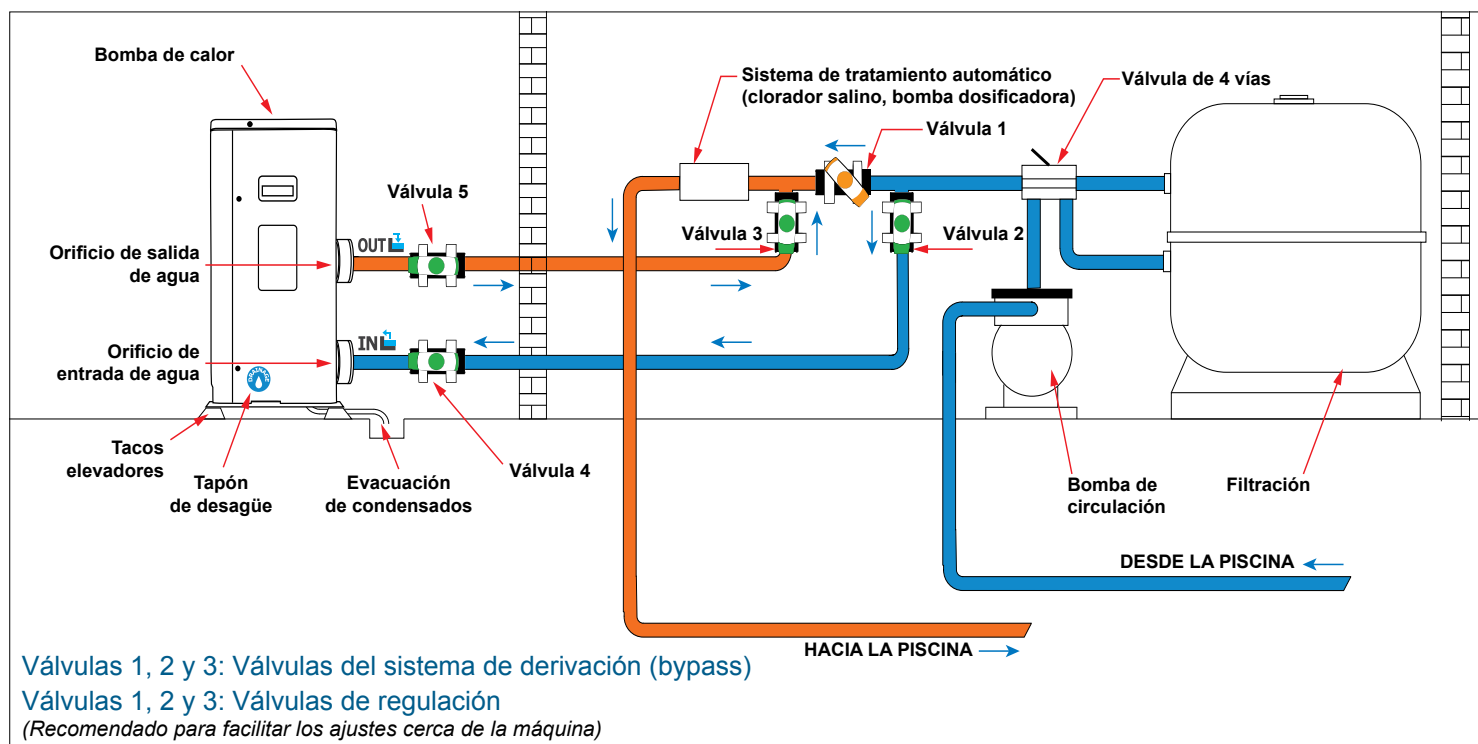 Bomba de calor
Sistema de tratamiento automático
(clorador salino, bomba dosificadora)
Válvula de 4 vías
Válvula 1
Válvula 5
Válvula 3
Válvula 2
OUT
Orificio de salida
de agua
IN
Orificio de
entrada de agua
DRAINAGE
Tacos
elevadores
Tapón
de desagüe
Evacuación
de condensados
Válvula 4
Bomba de
circulación
Filtración
DESDE LA PISCINA
HACIA LA PISCINA
Válvulas 1, 2 y 3: Válvulas del sistema de derivación (bypass)
Válvulas 1, 2 y 3: Válvulas de regulación
(Recomendado para facilitar los ajustes cerca de la máquina)